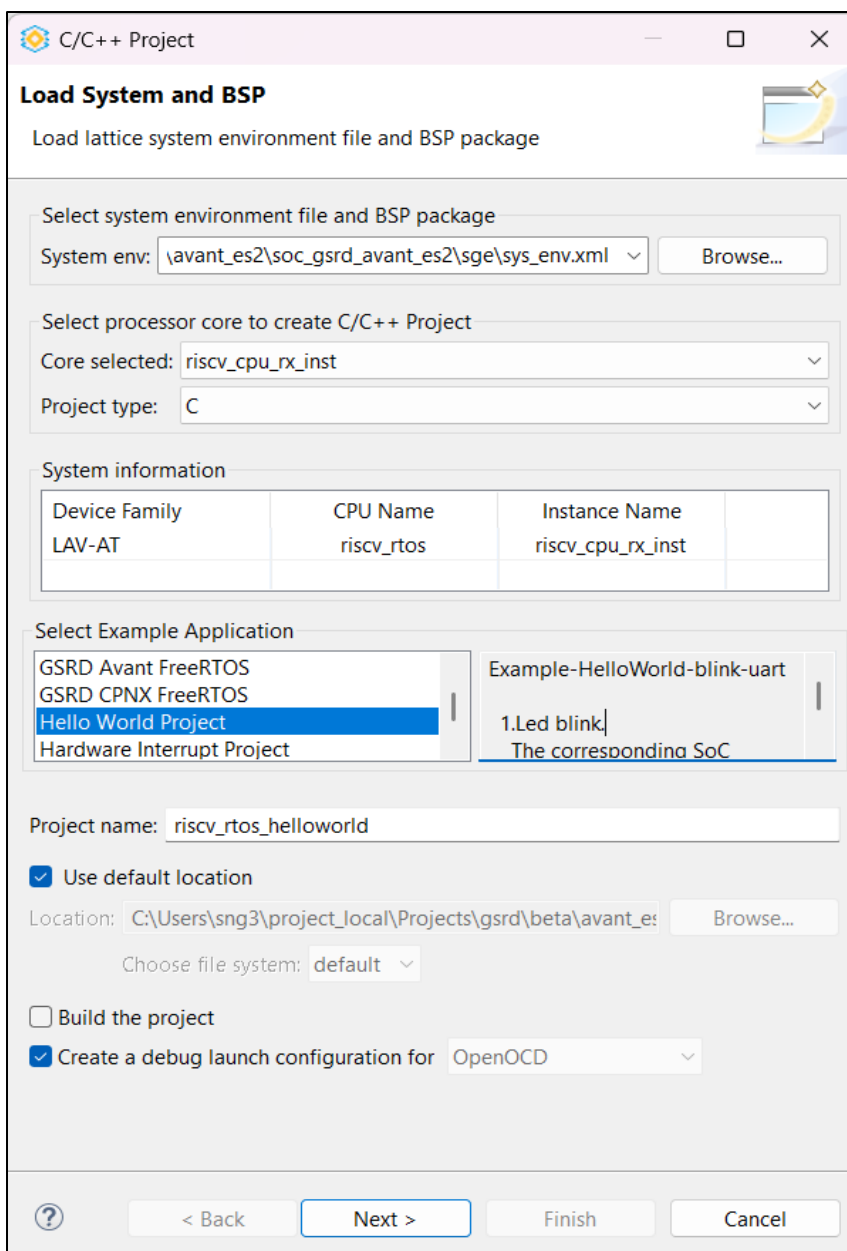 C/C++ Project
Load System and BSP
Load lattice system environment file and BSP package
Select system environment file and BSP package
System env: \avant_es2\soc_gsrd_avant_es2\sge\sys_env.xml Browse...
Select processor core to create C/C++ Project
Core selected: riscv_cpu_rx_inst
Project type: C
System information
Device Family CPU Name Instance Name
LAV-AT riscv_rtos riscv_cpu_rx_inst
Select Example Application
GSRD Avant FreeRTOS
GSRD CPNX FreeRTOS
Hello World Project
Hardware Interrupt Project
Example-HelloWorld-blink-uart
1.Led blink.
The corresponding SoC
Project name: riscv_rtos_helloworld
Use default location
Location: C:\Users\sng3\project_local\Projects\gsrd\beta\avant_es Browse...
Choose file system: default
Build the project
Create a debug launch configuration for OpenOCD
? < Back Next > Finish Cancel